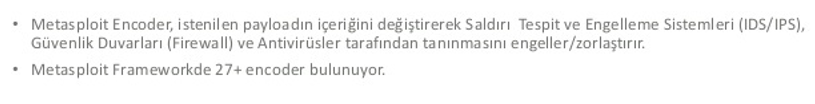 • Metasploit Encoder, istenilen payloadın içeriğini değiştirerek Saldırı Tespit ve Engelleme Sistemleri (IDS/IPS),
Güvenlik Duvarları (Firewall) ve Antivirüsler tarafından tanınmasını engeller/zorlaştırır.
• Metasploit Frameworkde 27+ encoder bulunuyor.